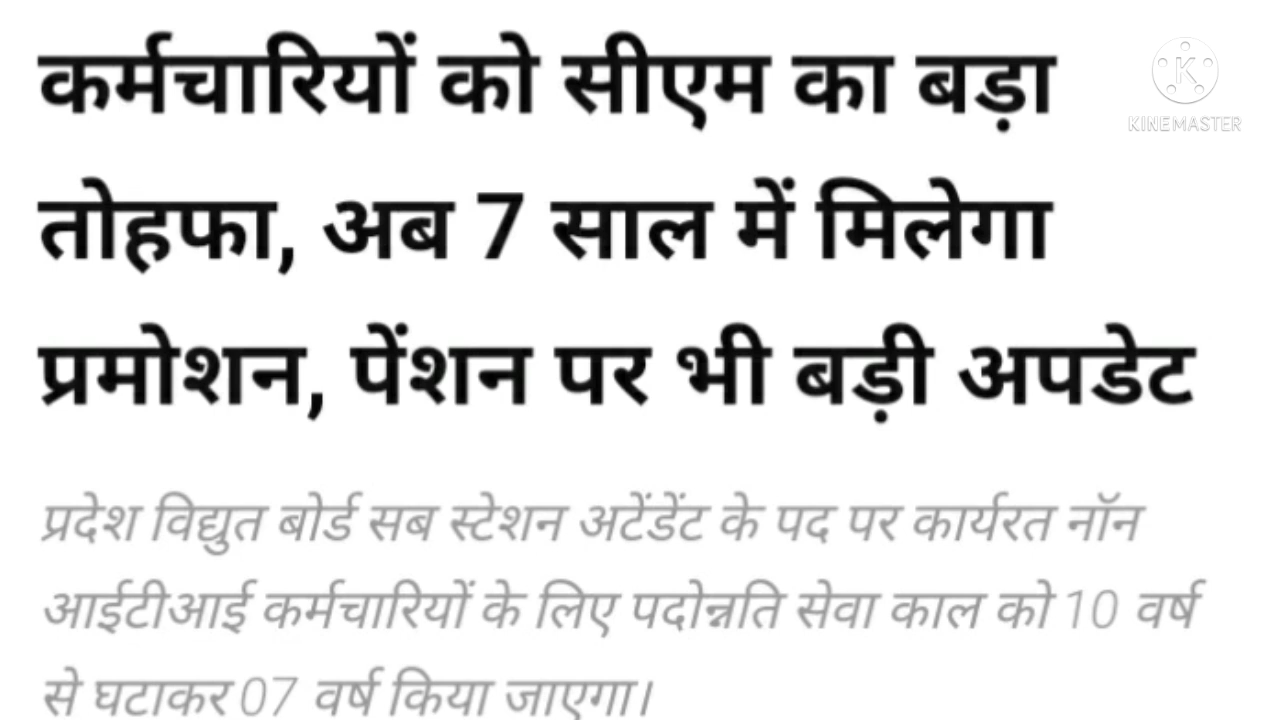 कर्मचारियों को सीएम का बड़ा
KINEMASTER
तोहफा, अब 7 साल में मिलेगा
प्रमोशन, पेंशन पर भी बड़ी अपडेट
प्रदेश विद्युत बोर्ड सब स्टेशन अटेंडेंट के पद पर कार्यरत नॉन
आईटीआई कर्मचारियों के लिए पदोन्नति सेवा काल को 10 वर्ष
से घटाकर 07 वर्ष किया जाएगा।